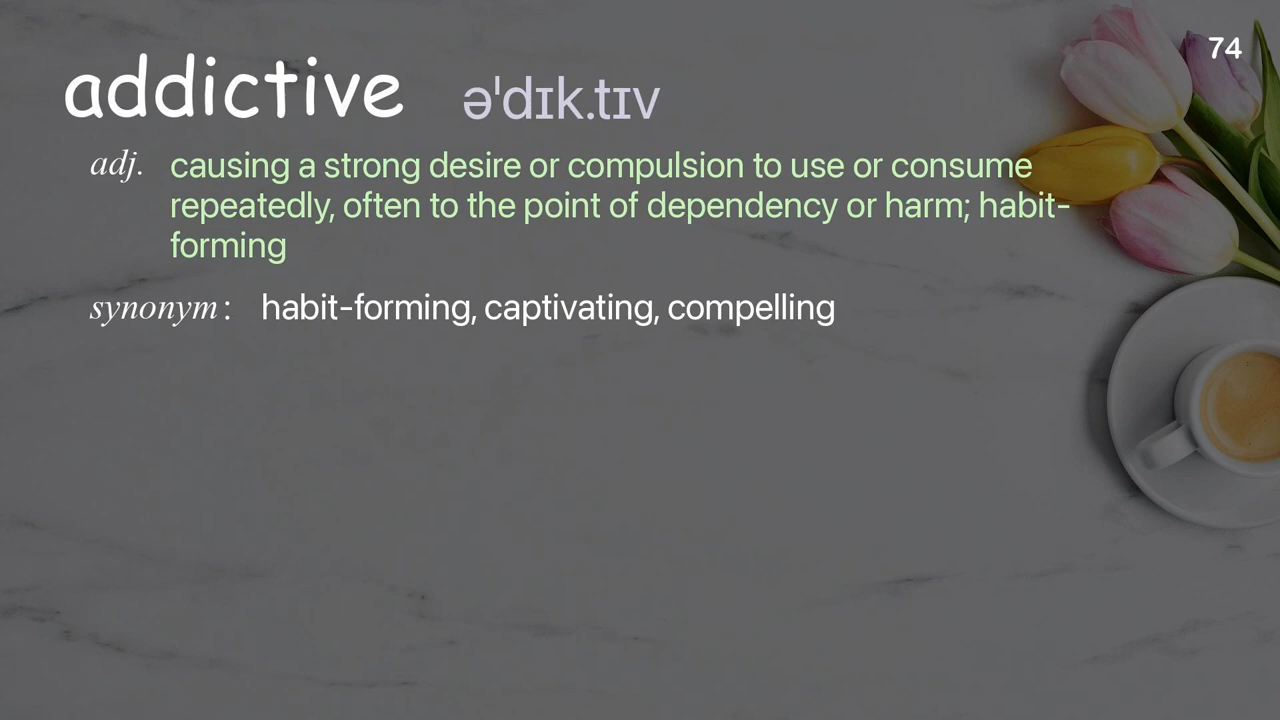 74
addictive əˈdɪk.tɪv
adj. causing a strong desire or compulsion to use or consume
repeatedly, often to the point of dependency or harm; habit-
forming
synonym: habit-forming, captivating, compelling